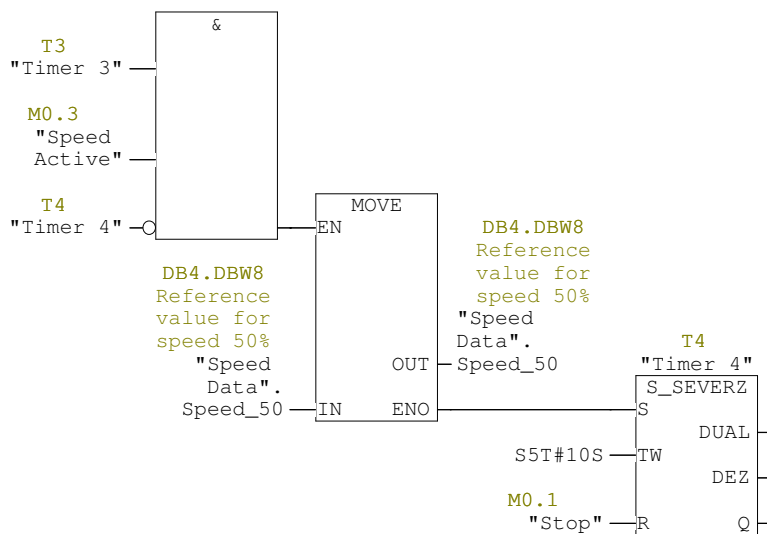 &
T3
"Timer 3"
M0.3
"Speed
Active"
T4
"Timer 4"
MOVE
EN
DB4.DBW8
Reference
value for
speed 50%
"Speed
Data".
Speed_50
IN
OUT
ENO
DB4.DBW8
Reference
value for
speed 50%
"Speed
Data".
Speed_50
T4
"Timer 4"
S_SEVERZ
S
DUAL
S5T#10S
TW
DEZ
M0.1
"Stop"
R
Q